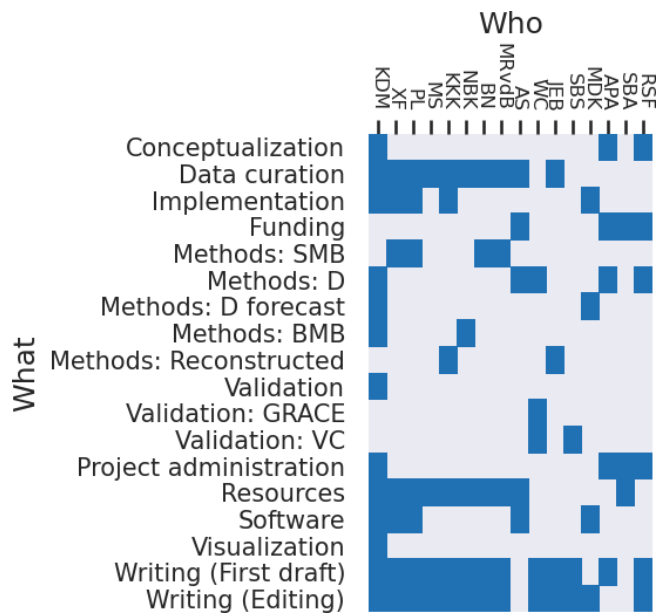 Who
KDM
XF
PL
MS
KKK
NBK
BN
MRvdB
AS
WC
JEB
SBS
MDK
APA
SBA
RSF
What
Conceptualization
Data curation
Implementation
Funding
Methods: SMB
Methods: D
Methods: D forecast
Methods: BMB
Methods: Reconstructed
Validation
Validation: GRACE
Validation: VC
Project administration
Resources
Software
Visualization
Writing (First draft)
Writing (Editing)